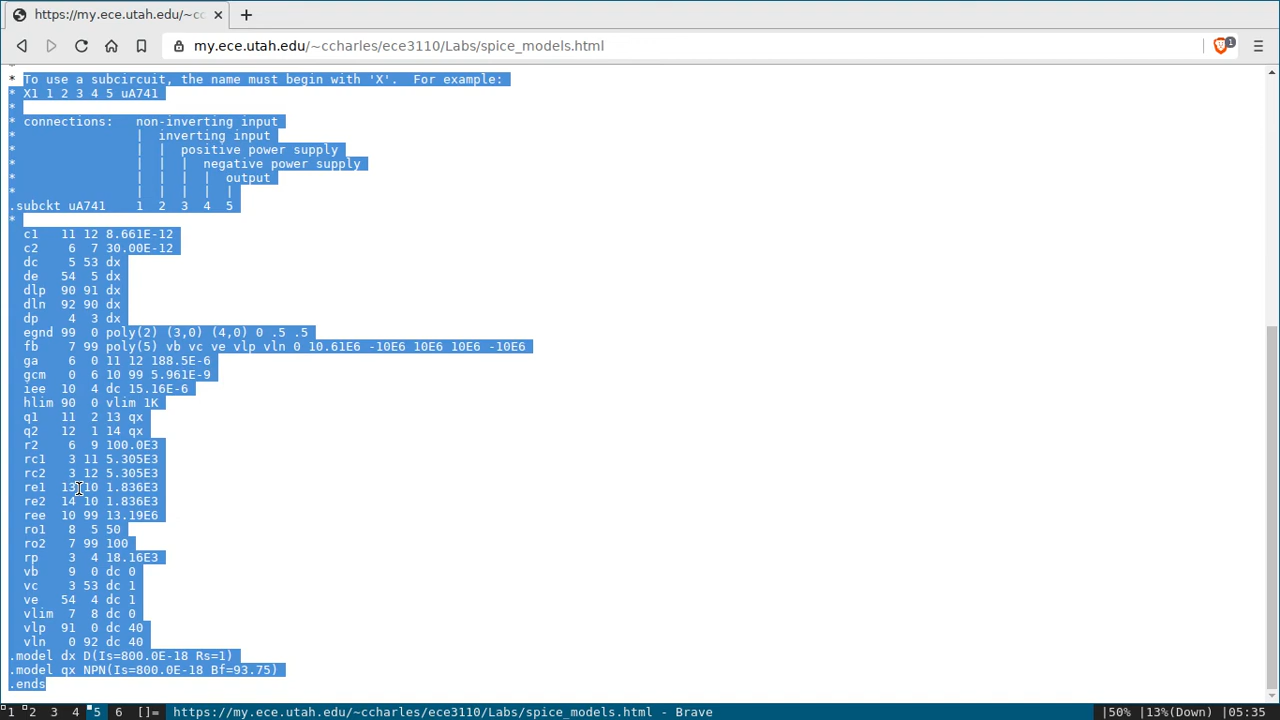 https://my.ece.utah.edu/~cc
my.ece.utah.edu/~ccharles/ece3110/Labs/spice_models.html
1
* To use a subcircuit, the name must begin with 'X'.  For example:
* X1 1 2 3 4 5 uA741
*
* connections:   non-inverting input
*                |  inverting input
*                |  |  positive power supply
*                |  |  |  negative power supply
*                |  |  |  |  output
*                |  |  |  |  |
.subckt uA741    1  2  3  4  5
*
  c1   11 12 8.661E-12
  c2    6  7 30.00E-12
  dc    5 53 dx
  de   54  5 dx
  dlp  90 91 dx
  dln  92 90 dx
  dp    4  3 dx
  egnd 99  0 poly(2) (3,0) (4,0) 0 .5 .5
  fb    7 99 poly(5) vb vc ve vlp vln 0 10.61E6 -10E6 10E6 10E6 -10E6
  ga    6  0 11 12 188.5E-6
  gcm   0  6 10 99 5.961E-9
  iee  10  4 dc 15.16E-6
  hlim 90  0 vlim 1K
  q1   11  2 13 qx
  q2   12  1 14 qx
  r2    6  9 100.0E3
  rc1   3 11 5.305E3
  rc2   3 12 5.305E3
  re1  13 10 1.836E3
  re2  14 10 1.836E3
  ree  10 99 13.19E6
  ro1   8  5 50
  ro2   7 99 100
  rp    3  4 18.16E3
  vb    9  0 dc 0
  vc    3 53 dc 1
  ve   54  4 dc 1
  vlim  7  8 dc 0
  vlp  91  0 dc 40
  vln   0 92 dc 40
.model dx D(Is=800.0E-18 Rs=1)
.model qx NPN(Is=800.0E-18 Bf=93.75)
.ends
1 2 3 4 5 6 []= https://my.ece.utah.edu/~ccharles/ece3110/Labs/spice_models.html - Brave |50% |13%(Down) |05:35